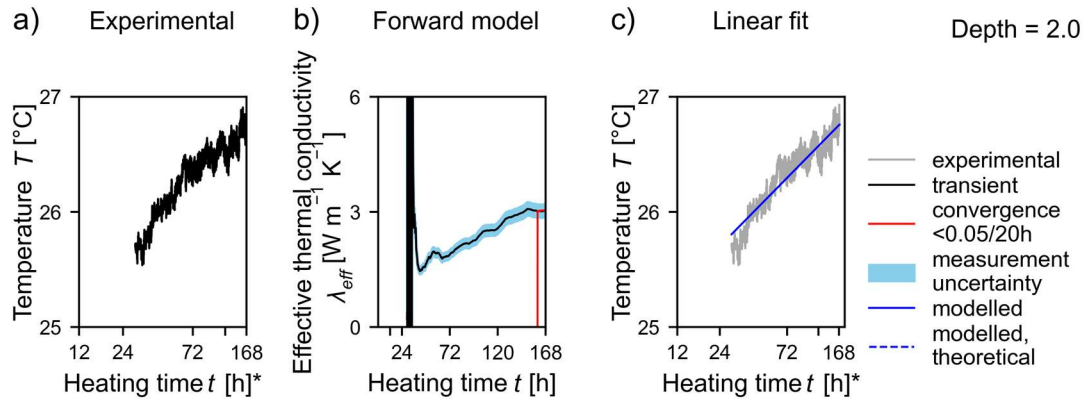 a) Experimental
b) Forward model
c) Linear fit
Depth = 2.0
Temperature T [°C]
27
26
25
12 24 72 168
Heating time t [h]*
Effective thermal conductivity
λeff [W m⁻¹ K⁻¹]
6
3
0
24 72 120 168
Heating time t [h]
Temperature T [°C]
27
26
25
12 24 72 168
Heating time t [h]*
experimental
transient
convergence
<0.05/20h
measurement
uncertainty
modelled
modelled,
theoretical